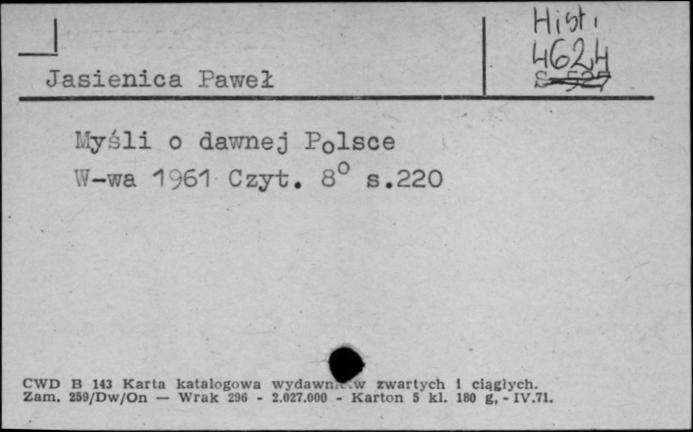 Hist.
4624
S 527
Jasienica Paweł
Myśli o dawnej Polsce
W-wa 1961 Czyt. 8° s.220
CWD B 143 Karta katalogowa zwartych i ciągłych.
Zam. 259/Dw/On — Wrak 296 - 2.027.000 - Karton 5 kl. 180 g, - IV.71.